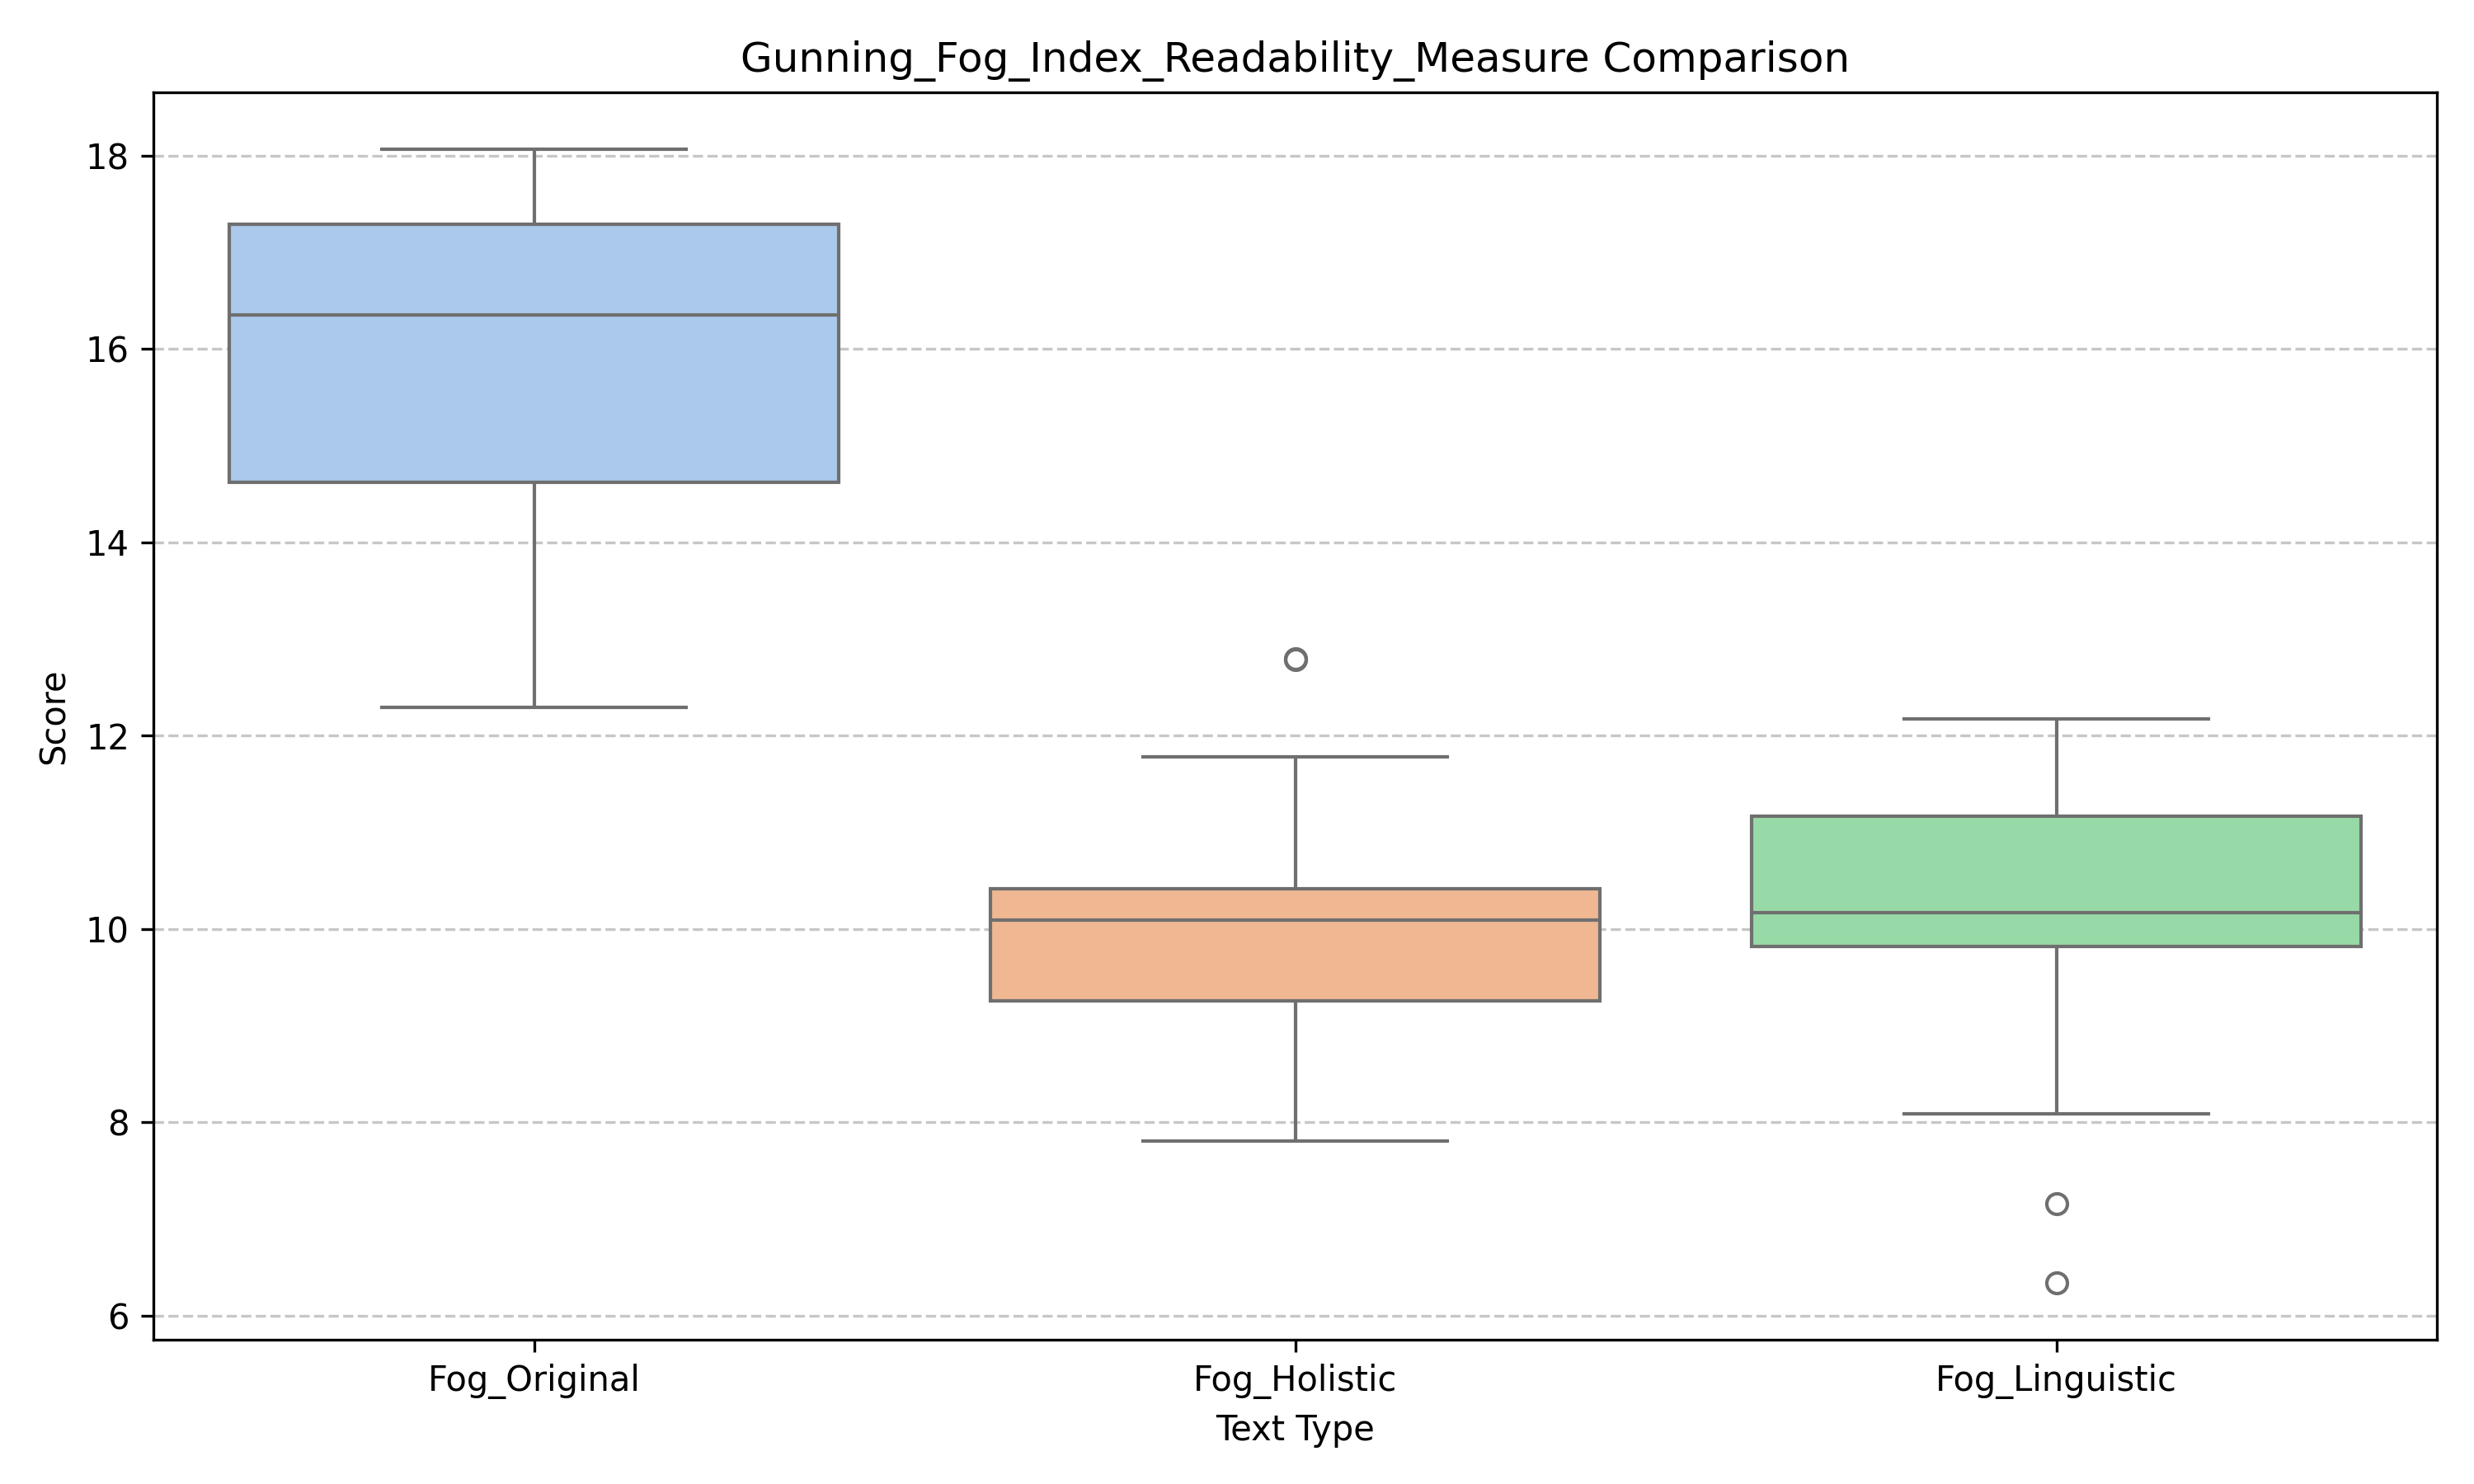 Gunning_Fog_Index_Readability_Measure Comparison
18
16
14
12
10
8
6
Score
Fog_Original
Fog_Holistic
Fog_Linguistic
Text Type